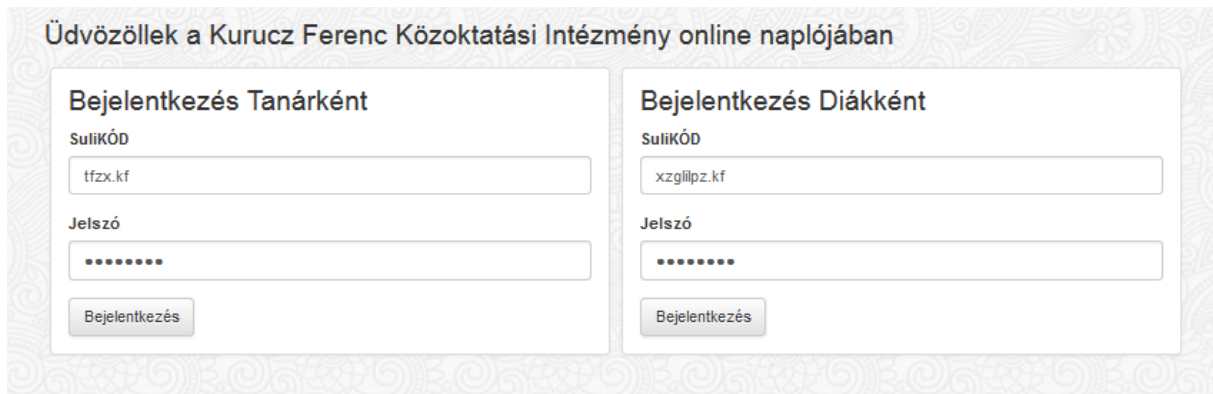 Üdvözöllek a Kurucz Ferenc Közoktatási Intézmény online naplójában
Bejelentkezés Tanárként
SuliKÓD
tfzx.kf
Jelszó
••••••••
Bejelentkezés
Bejelentkezés Diákként
SuliKÓD
xzglilpz.kf
Jelszó
••••••••
Bejelentkezés